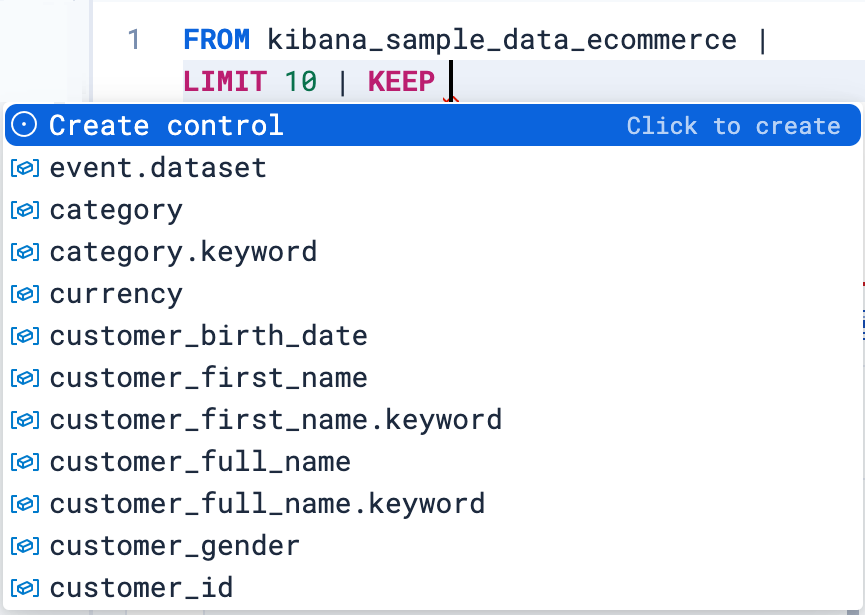 1 FROM kibana_sample_data_ecommerce |
LIMIT 10 | KEEP
Create control Click to create
event.dataset
category
category.keyword
currency
customer_birth_date
customer_first_name
customer_first_name.keyword
customer_full_name
customer_full_name.keyword
customer_gender
customer_id